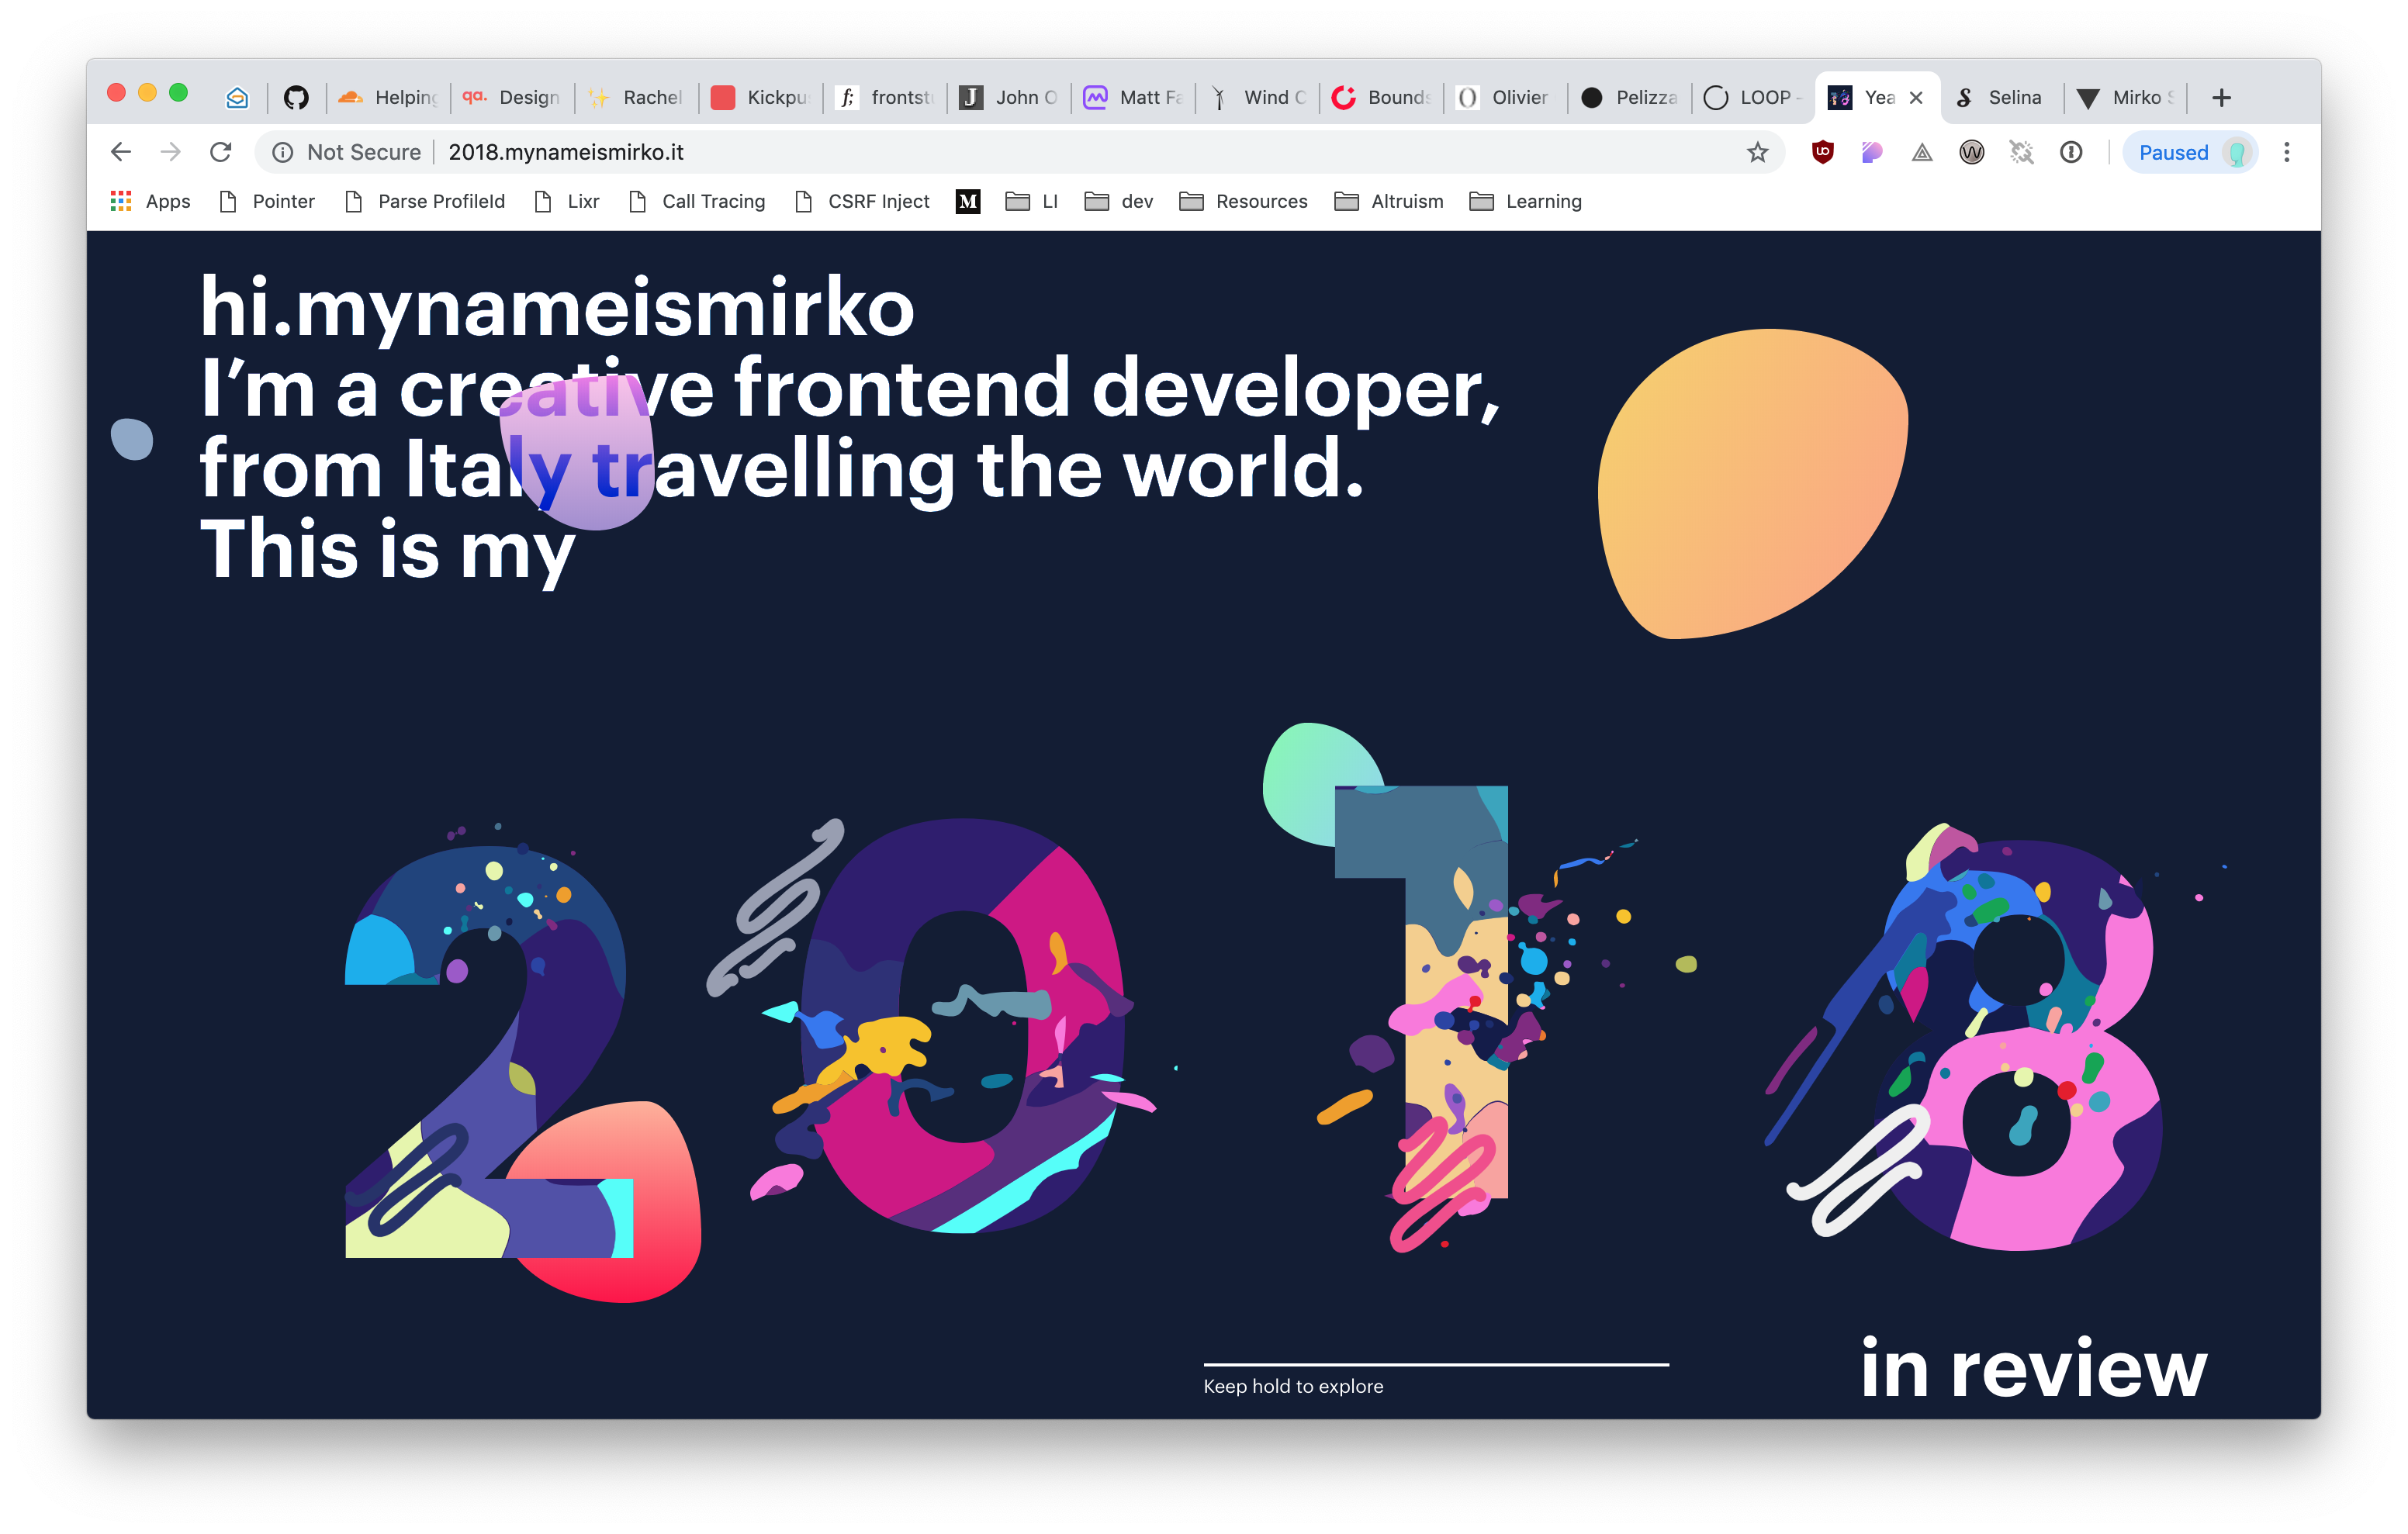 Helping
qa. Design
Rachel
Kickpu
f; frontst
J John O
Matt Fa
Wind C
Bounds
Olivier
Pelizza
LOOP -
Yea
Selina
Mirko S
Not Secure 2018.mynameismirko.it
Paused
Apps
Pointer
Parse ProfileId
Lixr
Call Tracing
CSRF Inject
M
LI
dev
Resources
Altruism
Learning
hi.mynameismirko
I’m a creative frontend developer,
from Italy travelling the world.
This is my
2018
Keep hold to explore
in review